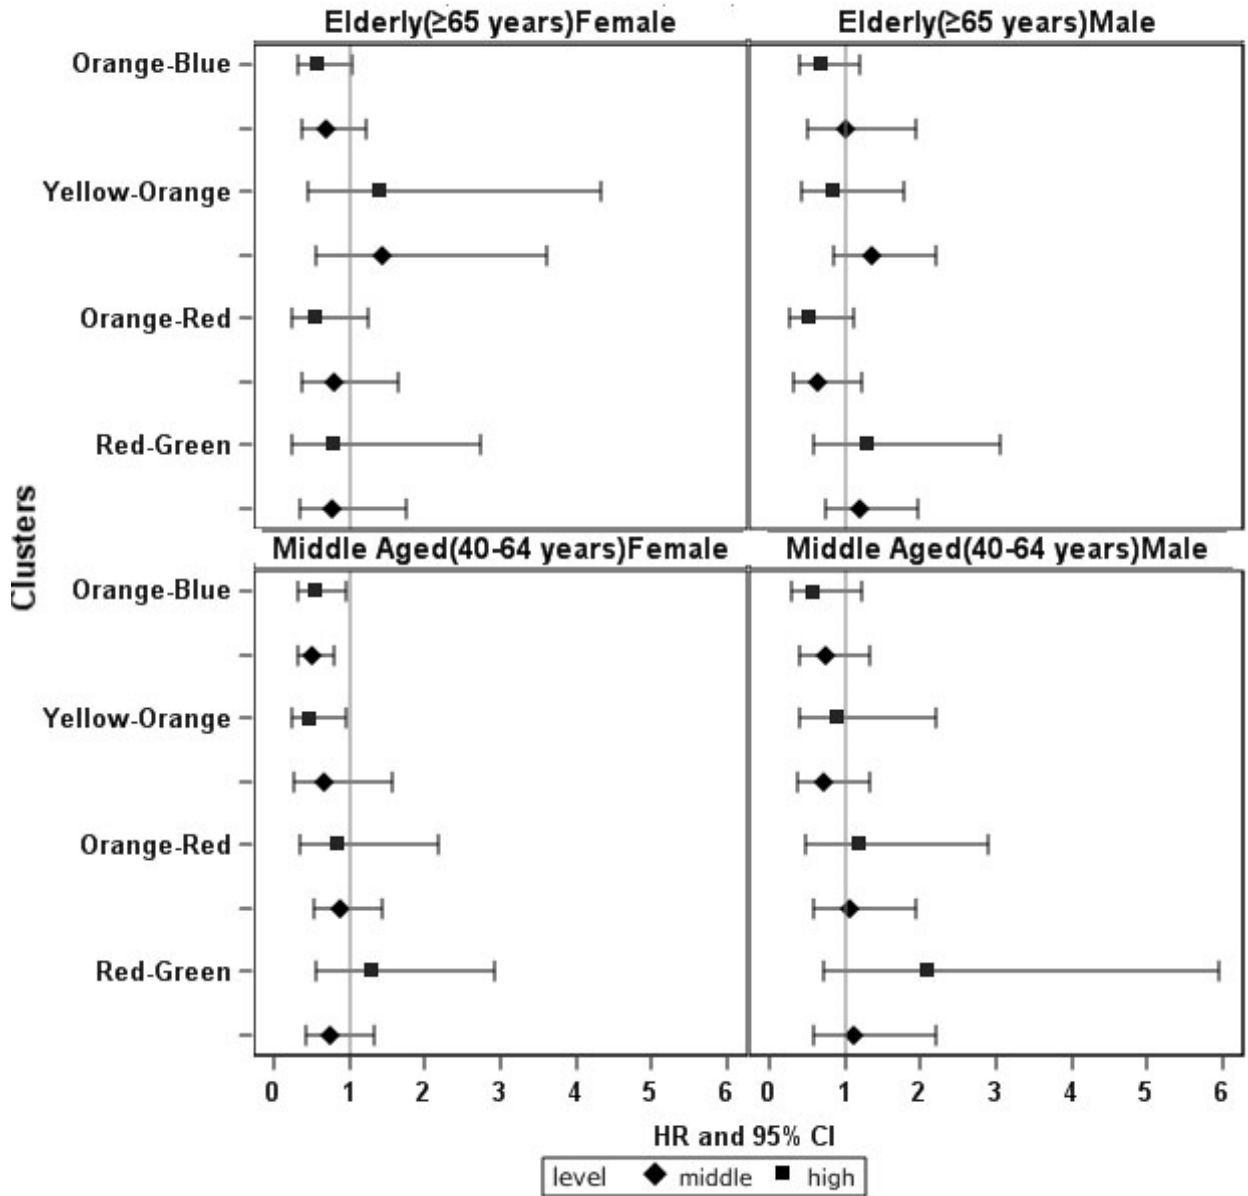 Elderly(≥65 years)Female
Elderly(≥65 years)Male
Orange-Blue
Yellow-Orange
Orange-Red
Red-Green
Clusters
Middle Aged(40-64 years)Female
Middle Aged(40-64 years)Male
Orange-Blue
Yellow-Orange
Orange-Red
Red-Green
0 1 2 3 4 5 6
0 1 2 3 4 5 6
HR and 95% CI
level middle high